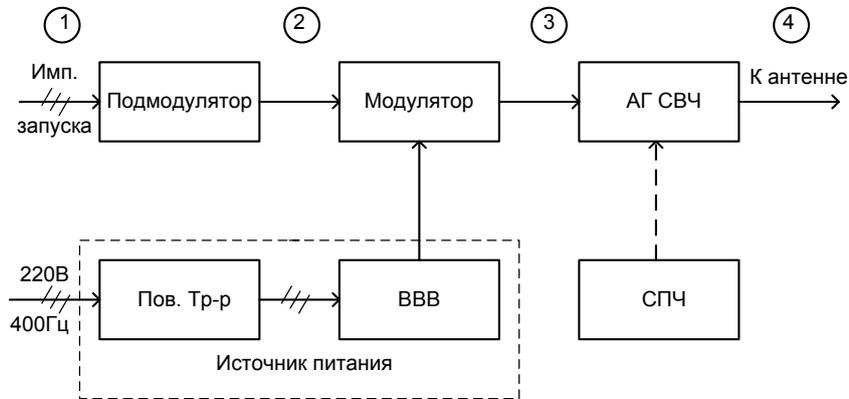 1
2
3
4
Имп.
запуска
Подмодулятор
Модулятор
АГ СВЧ
К антенне
220В
400Гц
Пов. Тр-р
ВВВ
СПЧ
Источник питания